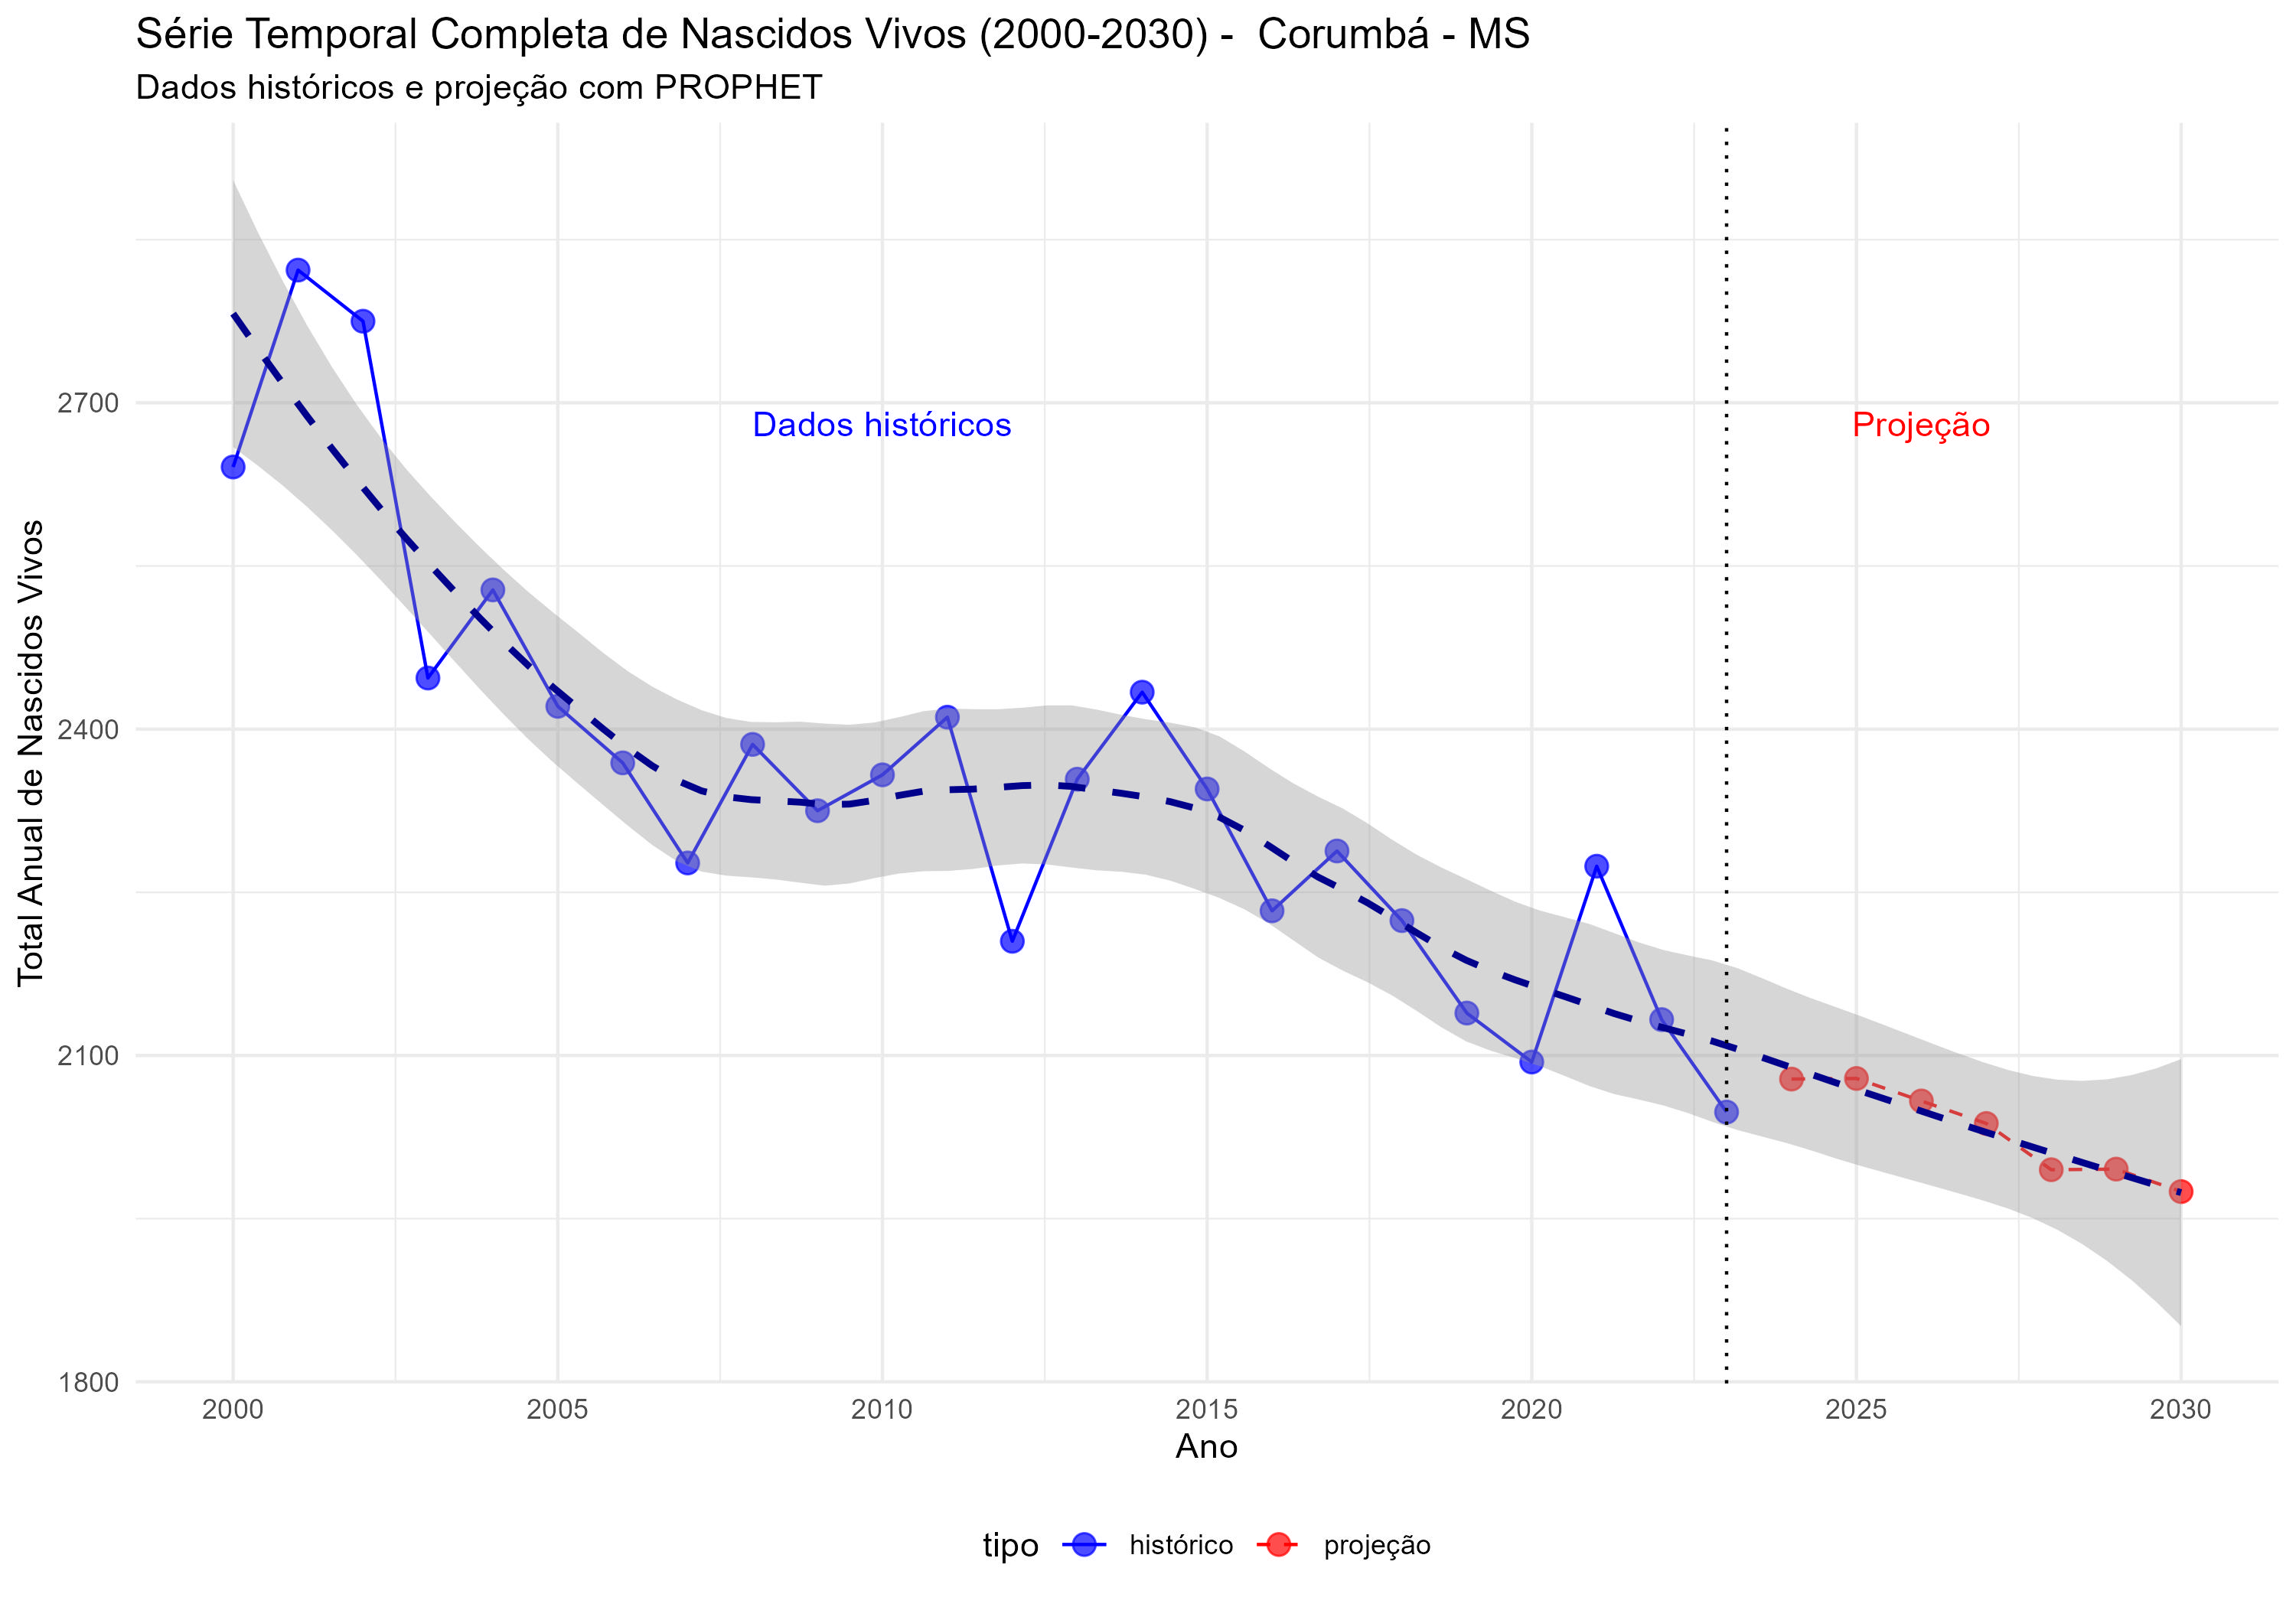 Série Temporal Completa de Nascidos Vivos (2000-2030) -  Corumbá - MS
Dados históricos e projeção com PROPHET
Total Anual de Nascidos Vivos
2700
2400
2100
1800
Dados históricos
Projeção
2000 2005 2010 2015 2020 2025 2030
Ano
tipo histórico projeção